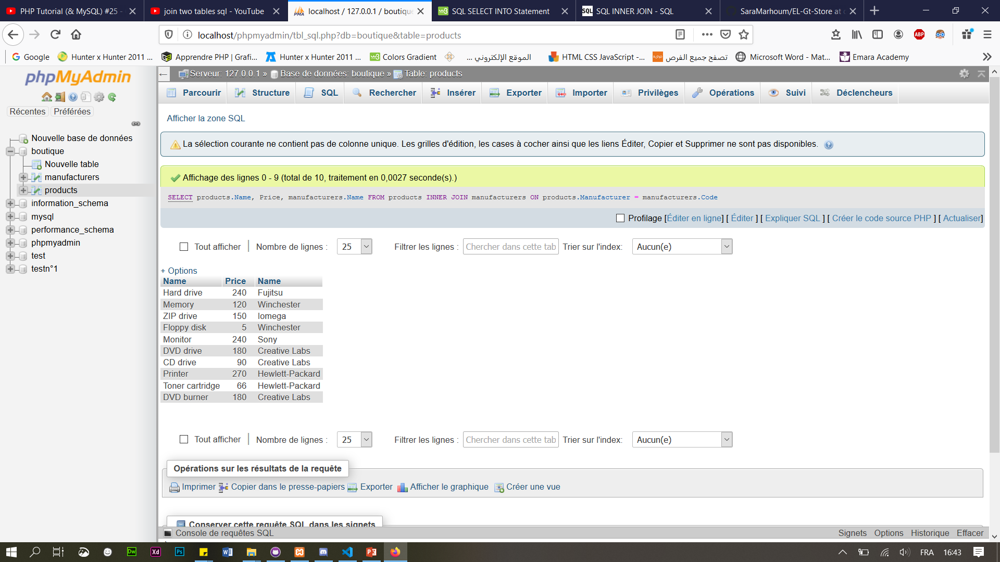 PHP Tutorial (& MySQL) #25 -
join two tables sql - YouTube
localhost / 127.0.0.1 / boutique
SQL SELECT INTO Statement
SQL INNER JOIN - SQL
SaraMarhoum/EL-Gt-Store at
localhost/phpmyadmin/tbl_sql.php?db=boutique&table=products
Google
Hunter x Hunter 2011 ...
Apprendre PHP | Grafi...
Hunter x Hunter 2011 ...
Colors Gradient
الموقع الإلكتروني ...
HTML CSS JavaScript -...
تصفح جميع الفرص
Microsoft Word - Mat...
Emara Academy
phpMyAdmin
Récentes Préférées
Nouvelle base de données
boutique
Nouvelle table
manufacturers
products
information_schema
mysql
performance_schema
phpmyadmin
test
testn°1
Serveur: 127.0.0.1 » Base de données: boutique » Table: products
Parcourir Structure SQL Rechercher Insérer Exporter Importer Privilèges Opérations Suivi Déclencheurs
Afficher la zone SQL
La sélection courante ne contient pas de colonne unique. Les grilles d'édition, les cases à cocher ainsi que les liens Éditer, Copier et Supprimer ne sont pas disponibles.
Affichage des lignes 0 - 9 (total de 10, traitement en 0,0027 seconde(s).)
SELECT products.Name, Price, manufacturers.Name FROM products INNER JOIN manufacturers ON products.Manufacturer = manufacturers.Code
Profilage [Éditer en ligne] [ Éditer ] [ Expliquer SQL ] [ Créer le code source PHP ] [ Actualiser]
Tout afficher | Nombre de lignes : 25 Filtrer les lignes : Chercher dans cette tab Trier sur l'index: Aucun(e)
+ Options
Name Price Name
Hard drive 240 Fujitsu
Memory 120 Winchester
ZIP drive 150 Iomega
Floppy disk 5 Winchester
Monitor 240 Sony
DVD drive 180 Creative Labs
CD drive 90 Creative Labs
Printer 270 Hewlett-Packard
Toner cartridge 66 Hewlett-Packard
DVD burner 180 Creative Labs
Tout afficher | Nombre de lignes : 25 Filtrer les lignes : Chercher dans cette tab Trier sur l'index: Aucun(e)
Opérations sur les résultats de la requête
Imprimer Copier dans le presse-papiers Exporter Afficher le graphique Créer une vue
Conserver cette requête SQL dans les signets
Console de requêtes SQL
Signets Options Historique Effacer
FRA 16:43